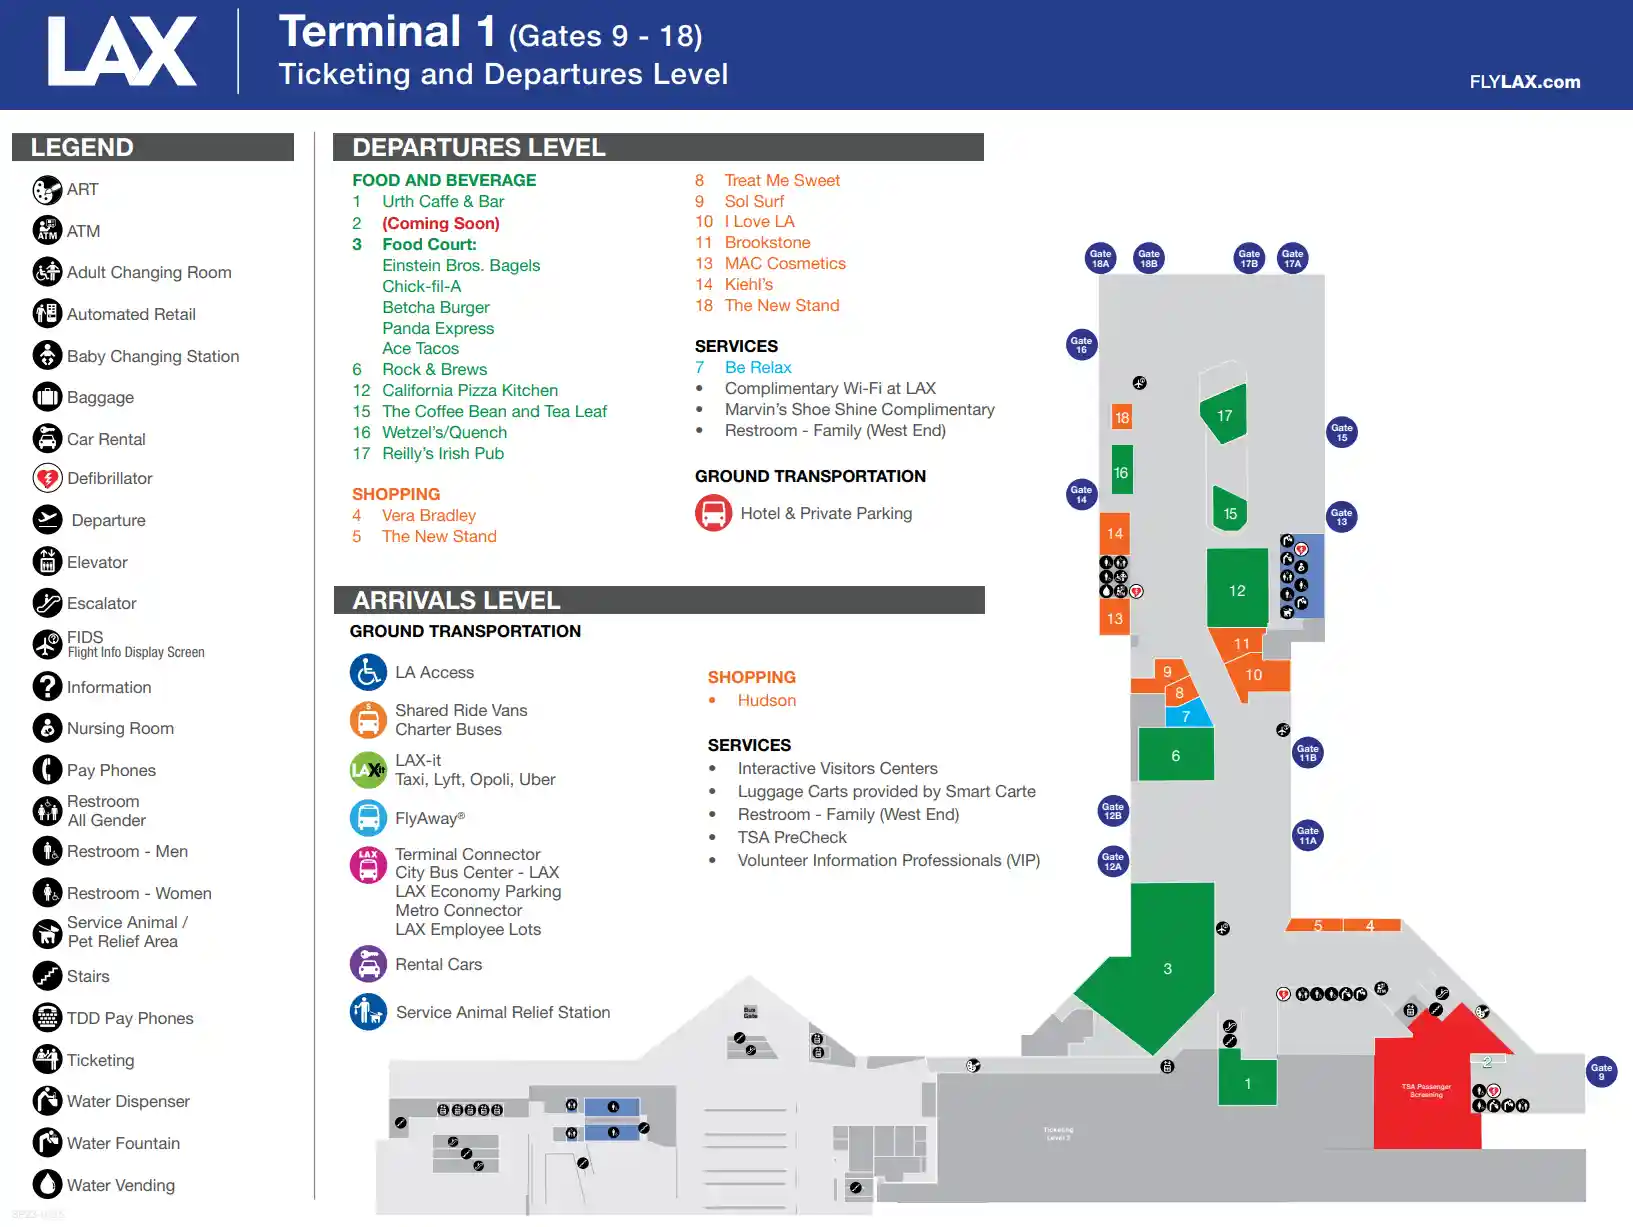 LAX
Terminal 1 (Gates 9 - 18)
Ticketing and Departures Level
FLYLAX.com
LEGEND
ART
ATM
ATM
Adult Changing Room
Automated Retail
Baby Changing Station
Baggage
Car Rental
Defibrillator
Departure
Elevator
Escalator
FIDS
Flight Info Display Screen
Information
Nursing Room
Pay Phones
Restroom
All Gender
Restroom - Men
Restroom - Women
Service Animal /
Pet Relief Area
Stairs
TDD Pay Phones
Ticketing
Water Dispenser
Water Fountain
Water Vending
DEPARTURES LEVEL
FOOD AND BEVERAGE
1 Urth Caffe & Bar
2 (Coming Soon)
3 Food Court:
Einstein Bros. Bagels
Chick-fil-A
Betcha Burger
Panda Express
Ace Tacos
6 Rock & Brews
12 California Pizza Kitchen
15 The Coffee Bean and Tea Leaf
16 Wetzel's/Quench
17 Reilly's Irish Pub
SHOPPING
4 Vera Bradley
5 The New Stand
8 Treat Me Sweet
9 Sol Surf
10 I Love LA
11 Brookstone
13 MAC Cosmetics
14 Kiehl's
18 The New Stand
SERVICES
7 Be Relax
• Complimentary Wi-Fi at LAX
• Marvin's Shoe Shine Complimentary
• Restroom - Family (West End)
GROUND TRANSPORTATION
Hotel & Private Parking
ARRIVALS LEVEL
GROUND TRANSPORTATION
LA Access
$
Shared Ride Vans
Charter Buses
LAXit
LAX-it
Taxi, Lyft, Opoli, Uber
FlyAway®
LAX
Terminal Connector
City Bus Center - LAX
LAX Economy Parking
Metro Connector
LAX Employee Lots
Rental Cars
Service Animal Relief Station
SHOPPING
• Hudson
SERVICES
• Interactive Visitors Centers
• Luggage Carts provided by Smart Carte
• Restroom - Family (West End)
• TSA PreCheck
• Volunteer Information Professionals (VIP)
Gate
18A
Gate
18B
Gate
17B
Gate
17A
Gate
16
17
18
Gate
15
16
Gate
14
15
Gate
13
14
12
13
11
9
10
8
7
6
Gate
11B
Gate
12B
Gate
11A
Gate
12A
5
4
3
ATM
Bus
Gate
2
Gate
9
1
TSA Passenger
Screening
Ticketing
Level 2